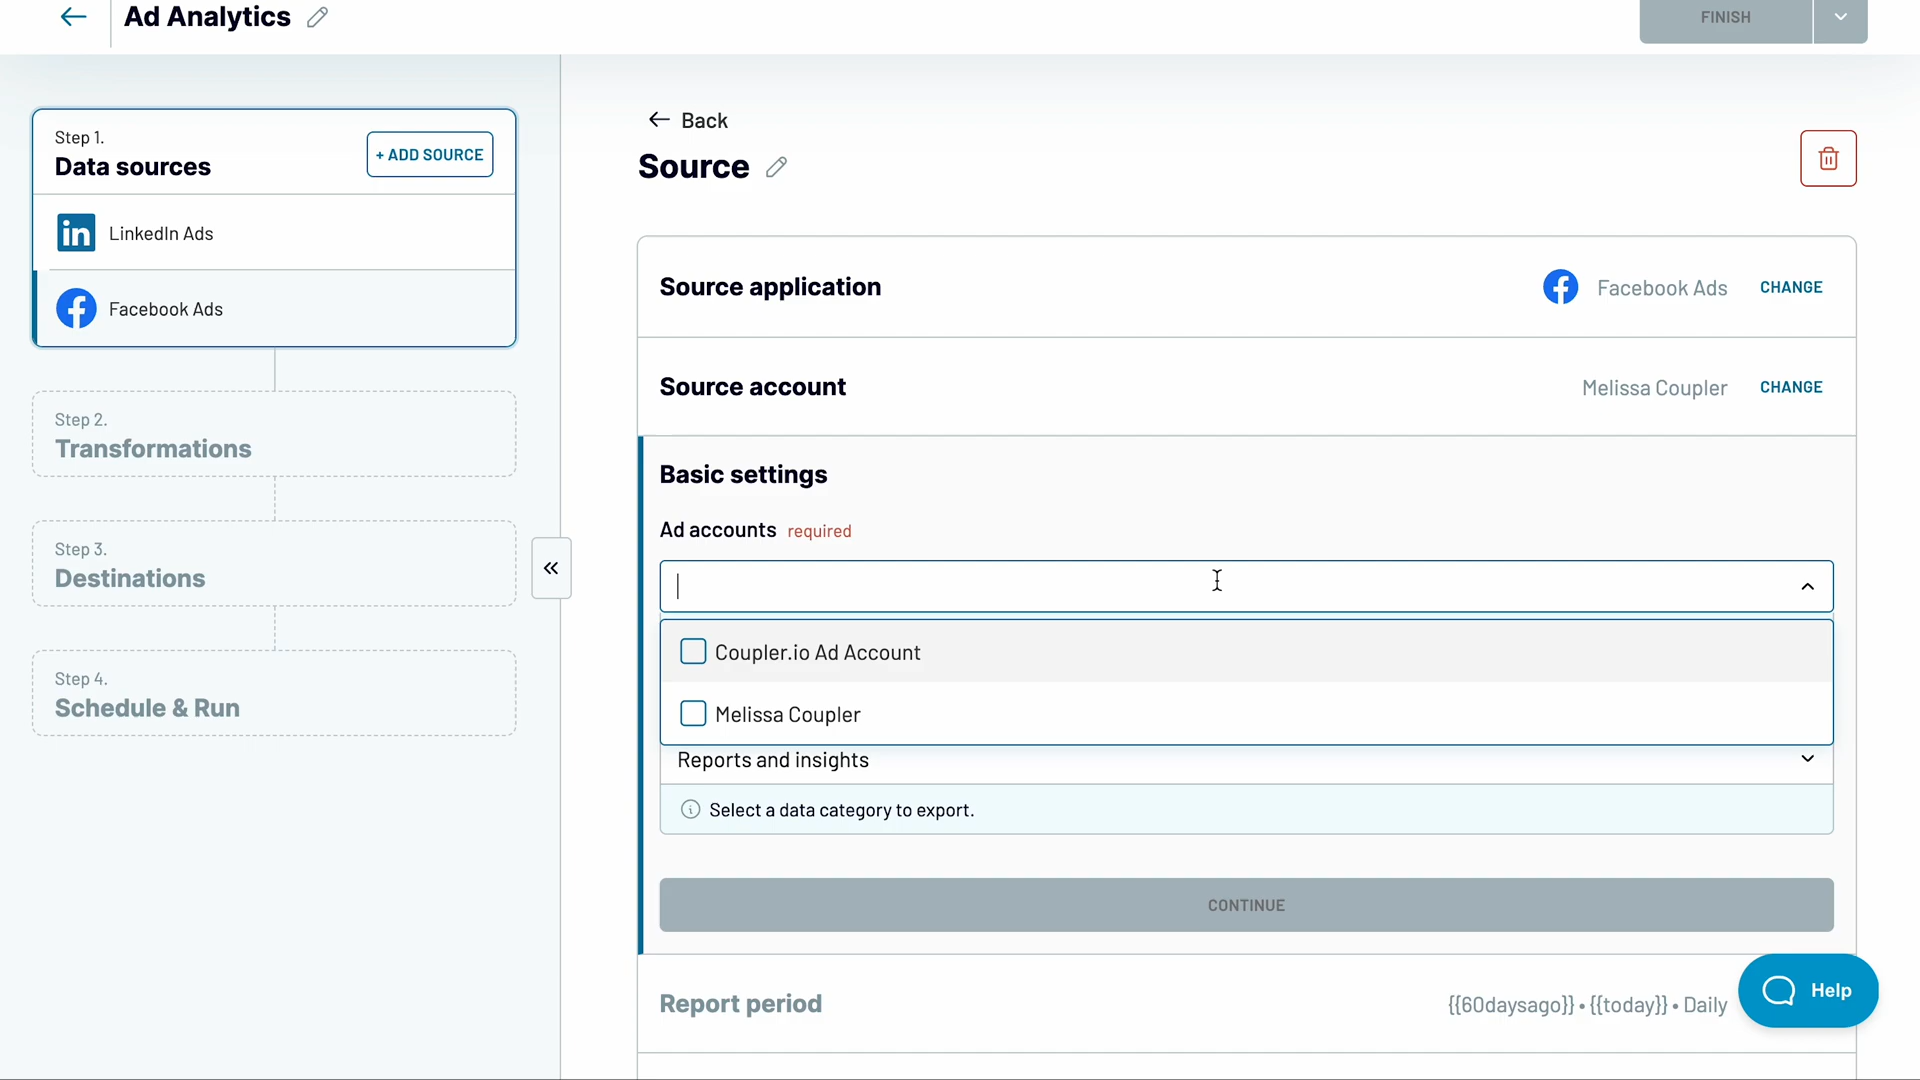 Ad Analytics
FINISH
Step 1.
Data sources
+ ADD SOURCE
LinkedIn Ads
Facebook Ads
Step 2.
Transformations
Step 3.
Destinations
Step 4.
Schedule & Run
Back
Source
Source application
Facebook Ads
CHANGE
Source account
Melissa Coupler
CHANGE
Basic settings
Ad accounts required
Coupler.io Ad Account
Melissa Coupler
Reports and insights
Select a data category to export.
CONTINUE
Report period
{{60daysago}} • {{today}} • Daily
Help